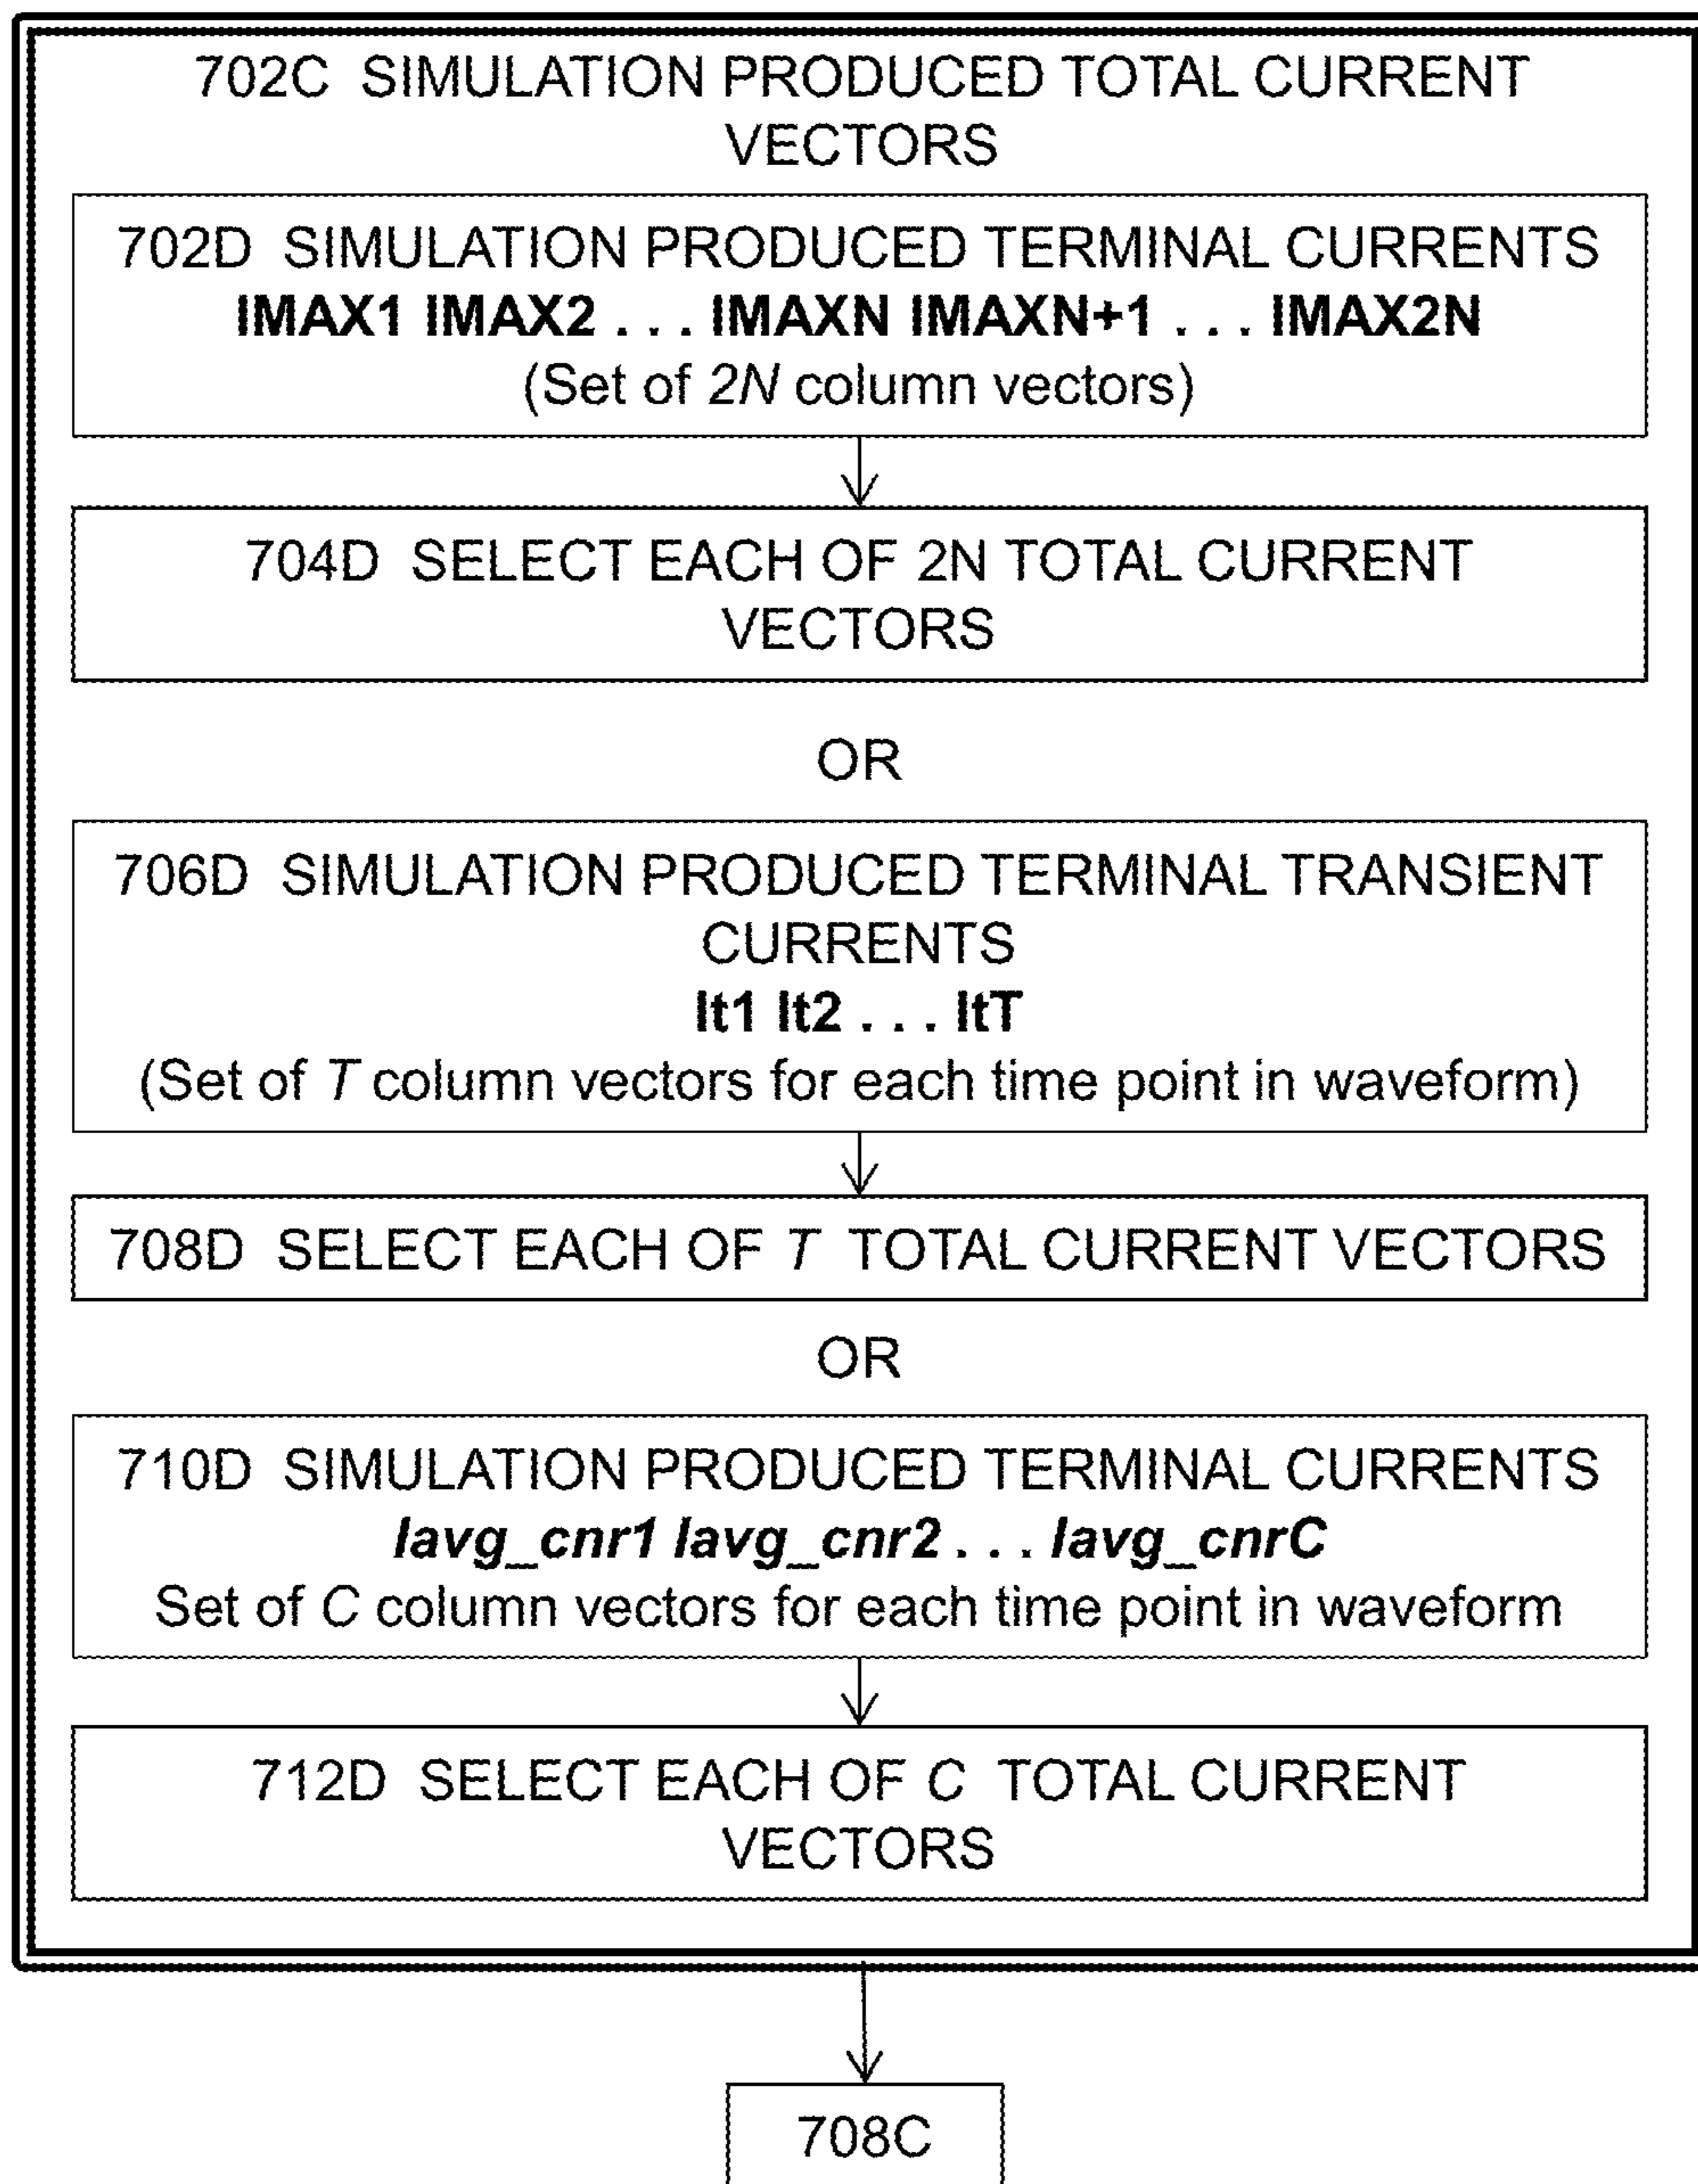 702C SIMULATION PRODUCED TOTAL CURRENT
VECTORS
702D SIMULATION PRODUCED TERMINAL CURRENTS
IMAX1 IMAX2 . . . IMAXN IMAXN+1 . . . IMAX2N
(Set of 2N column vectors)
704D SELECT EACH OF 2N TOTAL CURRENT
VECTORS
OR
706D SIMULATION PRODUCED TERMINAL TRANSIENT
CURRENTS
It1 It2 . . . ItT
(Set of T column vectors for each time point in waveform)
708D SELECT EACH OF T TOTAL CURRENT VECTORS
OR
710D SIMULATION PRODUCED TERMINAL CURRENTS
Iavg_cnr1 Iavg_cnr2 . . . Iavg_cnrC
Set of C column vectors for each time point in waveform
712D SELECT EACH OF C TOTAL CURRENT
VECTORS
708C